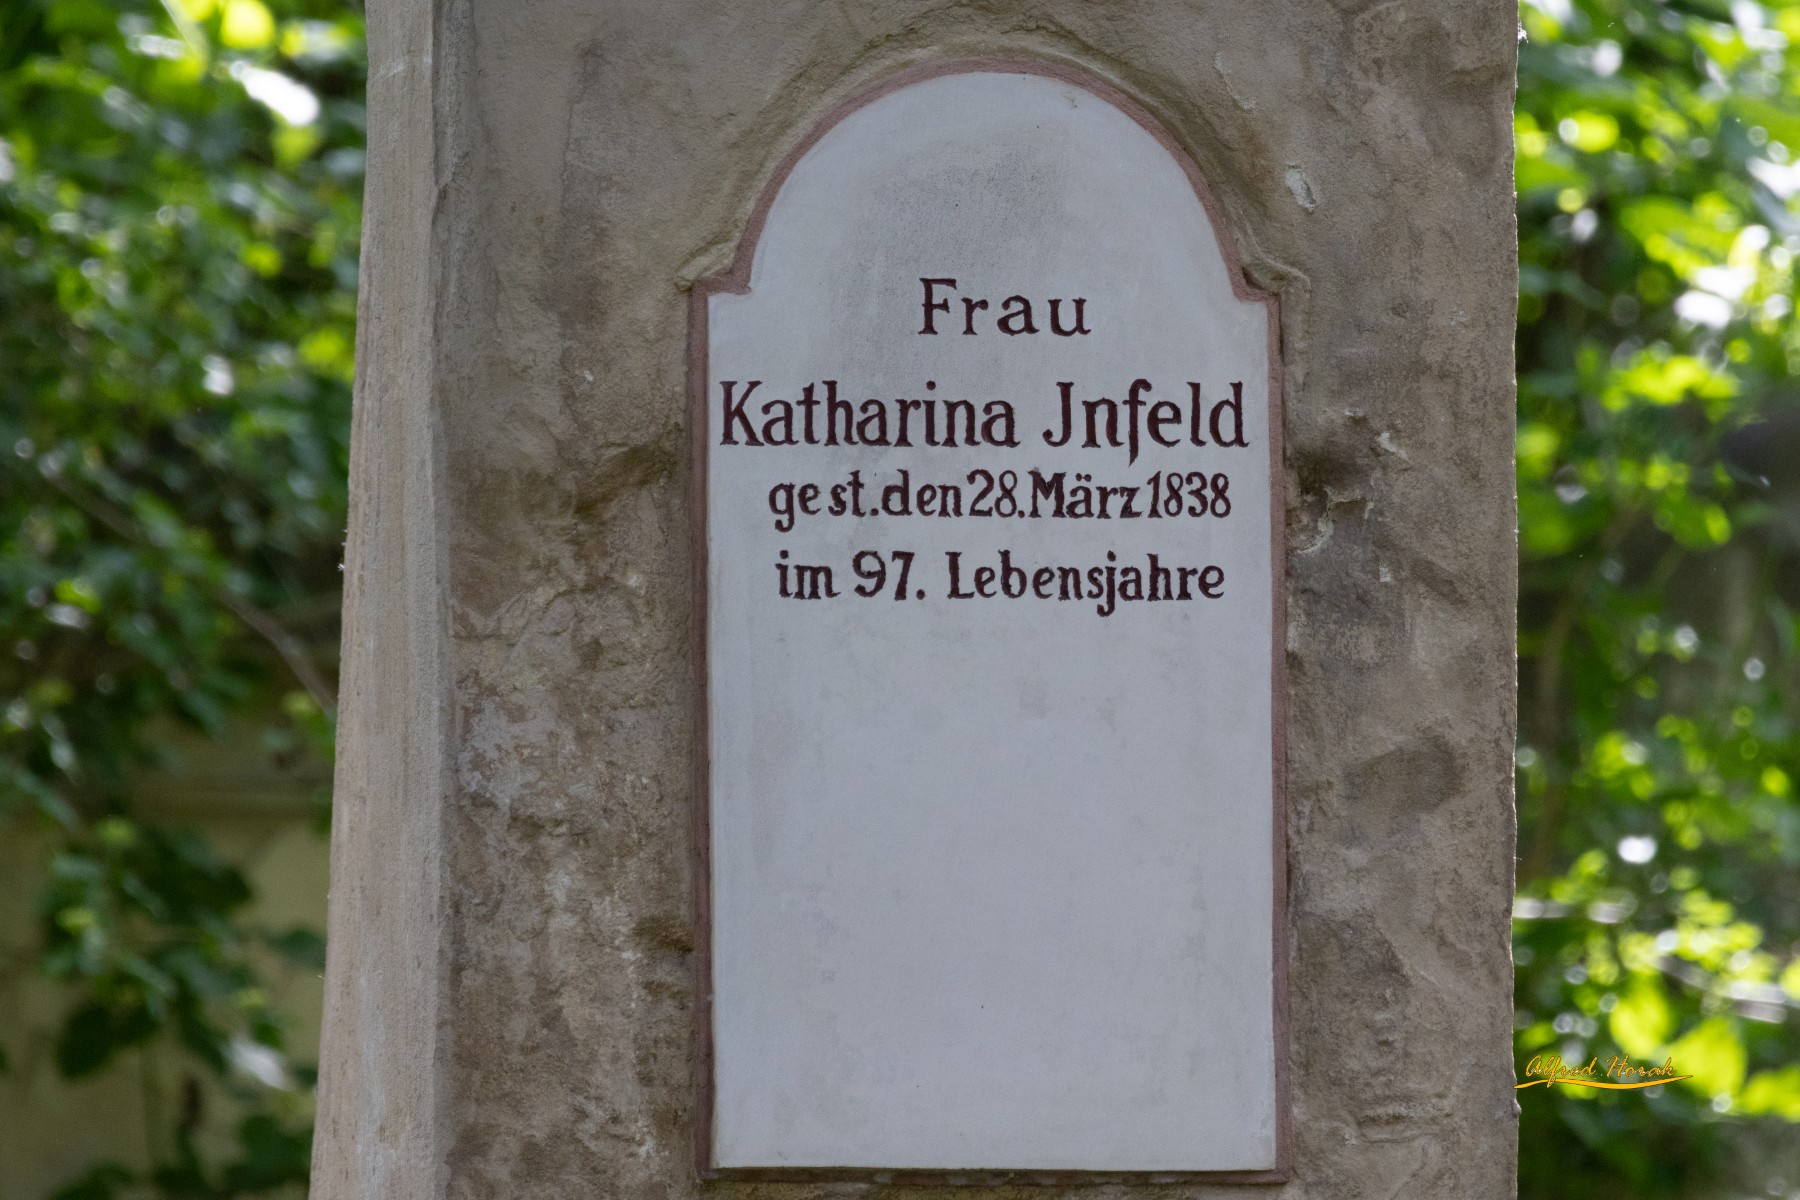 Frau
Katharina Jnfeld
gest. den 28. März 1838
im 97. Lebensjahre
Alfred Horak